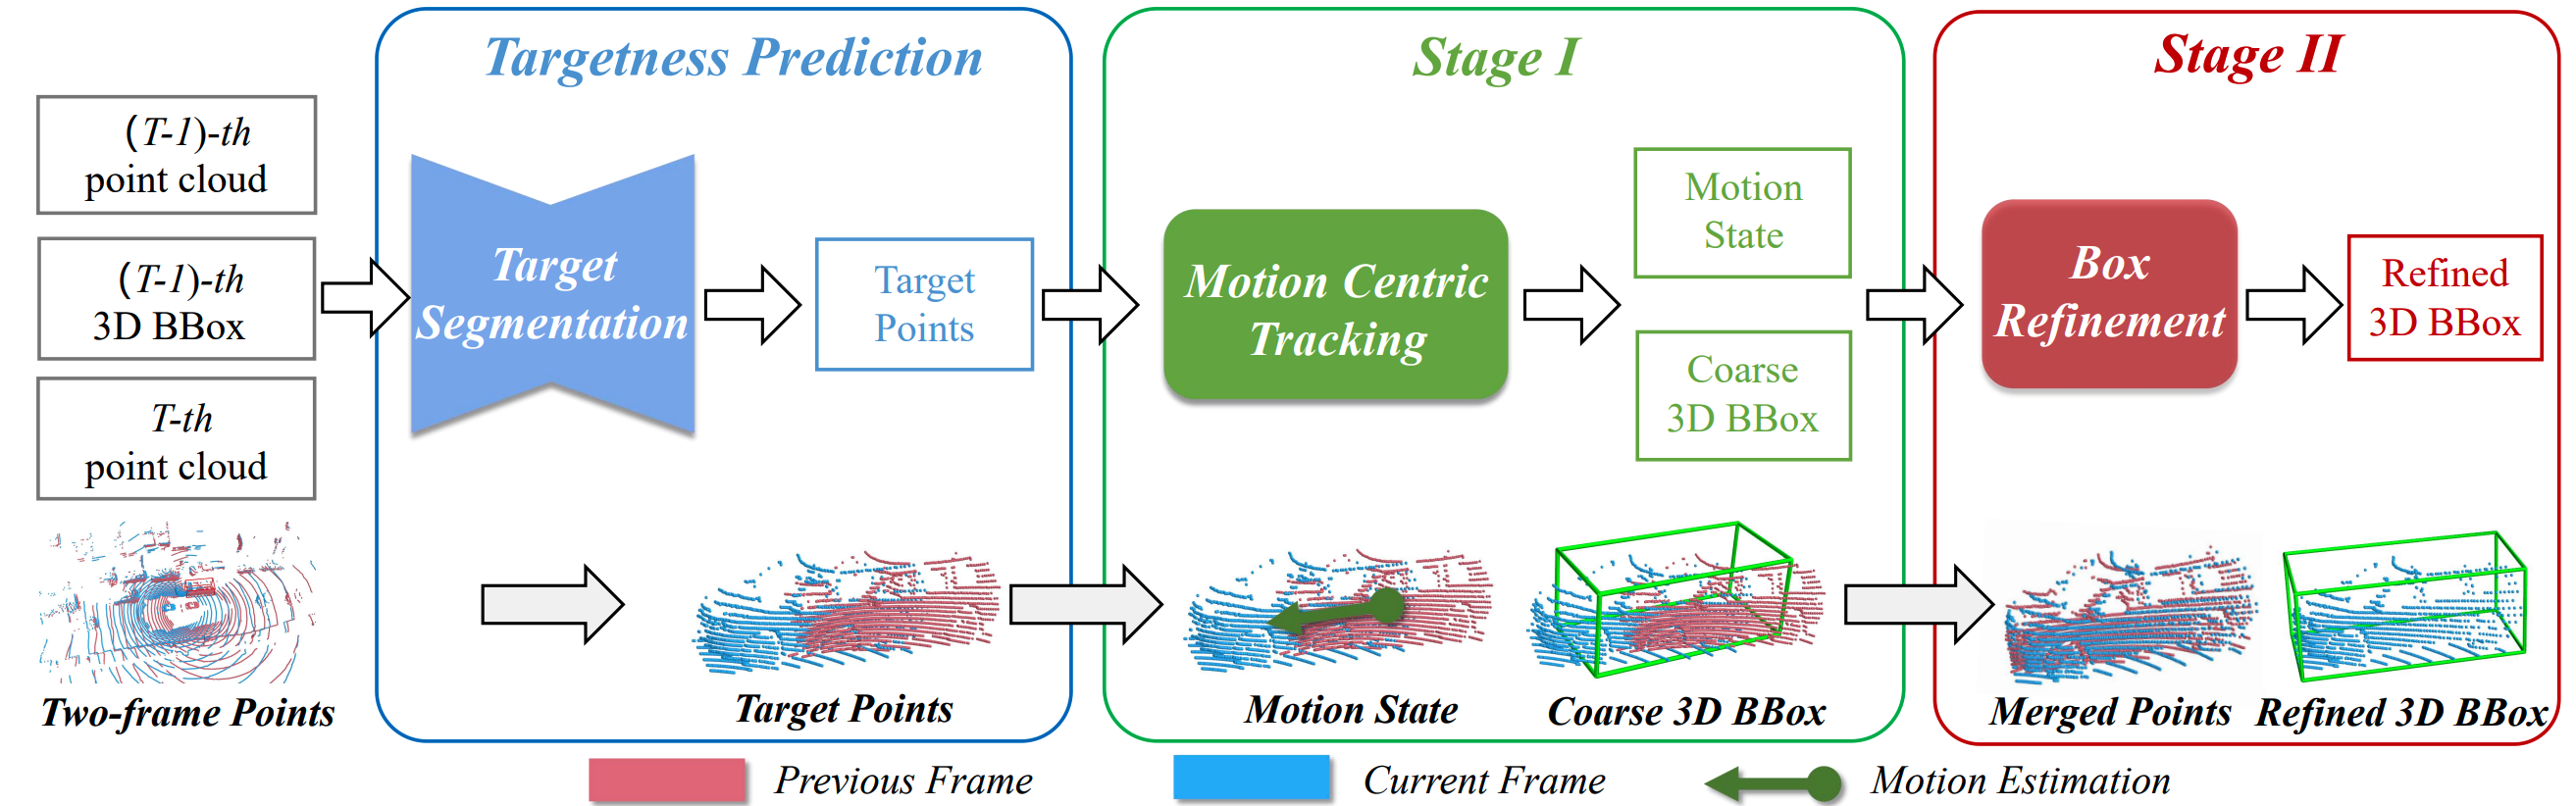 Targetness Prediction
Stage I
Stage II
(T-1)-th
point cloud
(T-1)-th
3D BBox
T-th
point cloud
Target
Segmentation
Target
Points
Motion Centric
Tracking
Motion
State
Coarse
3D BBox
Box
Refinement
Refined
3D BBox
Two-frame Points
Target Points
Motion State
Coarse 3D BBox
Merged Points
Refined 3D BBox
Previous Frame
Current Frame
Motion Estimation